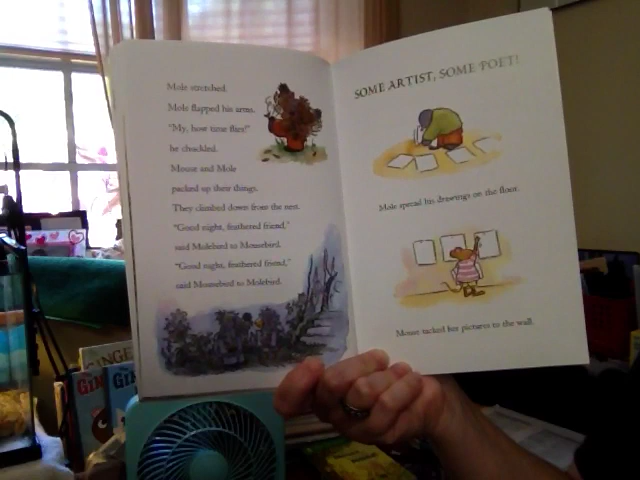 Mole stretched.
Mole flapped his arms.
"My, how time flies!"
he chuckled.
Mouse and Mole
packed up their things.
They climbed down from the nest.
"Good night, feathered friend,"
said Molebird to Mousebird.
"Good night, feathered friend,"
said Mousebird to Molebird.
SOME ARTIST, SOME POET!
Mole spread his drawings on the floor.
Mouse tacked her pictures to the wall.
GINGE
GIN
GI